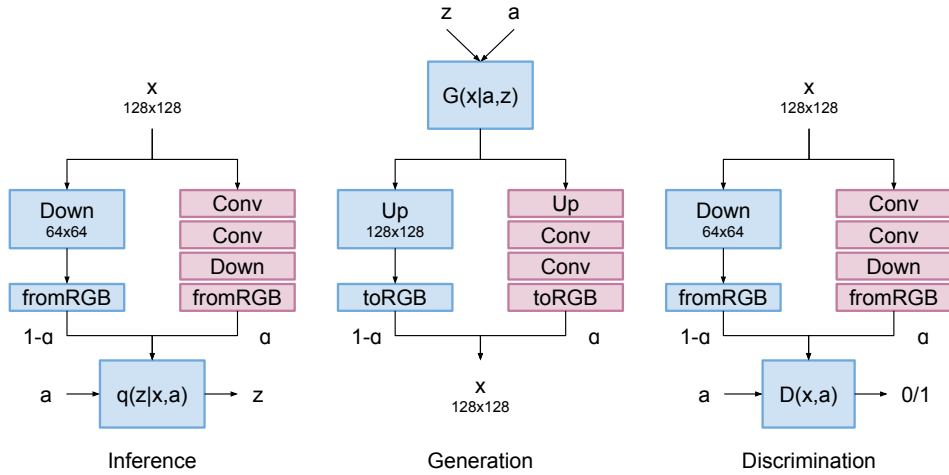 x
128x128
Down
64x64
fromRGB
Conv
Conv
Down
fromRGB
1-α
α
a
q(z|x,a)
z
Inference
z
a
G(x|a,z)
Up
128x128
toRGB
Up
Conv
Conv
toRGB
1-α
α
x
128x128
Generation
x
128x128
Down
64x64
fromRGB
Conv
Conv
Down
fromRGB
1-α
α
a
D(x,a)
0/1
Discrimination